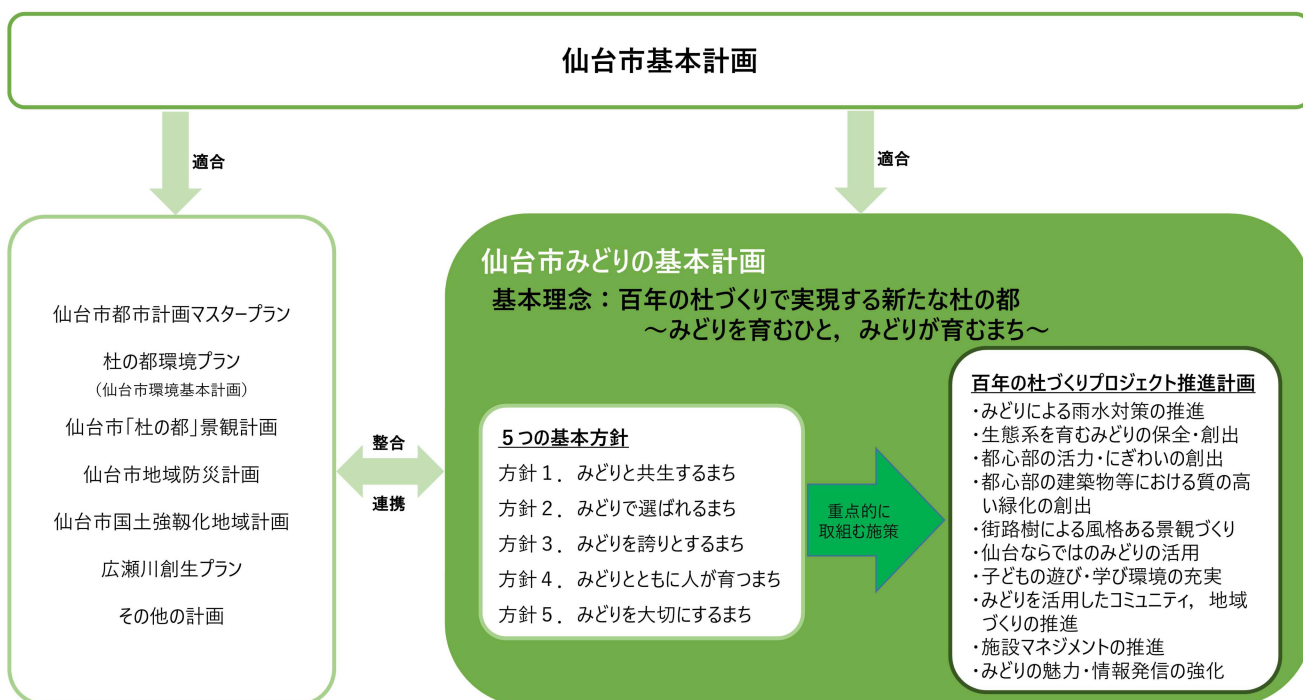 仙台市基本計画
適合
適合
仙台市都市計画マスタープラン
杜の都環境プラン
(仙台市環境基本計画)
仙台市「杜の都」景観計画
仙台市地域防災計画
仙台市国土強靱化地域計画
広瀬川創生プラン
その他の計画
整合
連携
仙台市みどりの基本計画
基本理念：百年の杜づくりで実現する新たな杜の都
～みどりを育むひと，みどりが育むまち～
５つの基本方針
方針１．みどりと共生するまち
方針２．みどりで選ばれるまち
方針３．みどりを誇りとするまち
方針４．みどりとともに人が育つまち
方針５．みどりを大切にするまち
重点的に
取組む施策
百年の杜づくりプロジェクト推進計画
・みどりによる雨水対策の推進
・生態系を育むみどりの保全・創出
・都心部の活力・にぎわいの創出
・都心部の建築物等における質の高
い緑化の創出
・街路樹による風格ある景観づくり
・仙台ならではのみどりの活用
・子どもの遊び・学び環境の充実
・みどりを活用したコミュニティ，地域
づくりの推進
・施設マネジメントの推進
・みどりの魅力・情報発信の強化